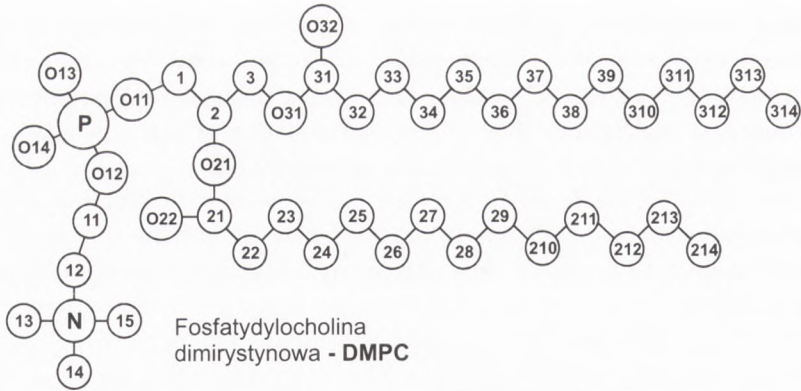 O32
O13 1 3 31 33 35 37 39 311 313
O11
P 2 O31 32 34 36 38 310 312 314
O14
O12 O21
11 O22 21 23 25 27 29 211 213
22 24 26 28 210 212 214
12
13 N 15
14
Fosfatydylocholina
dimirystynowa - DMPC